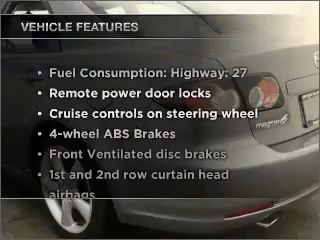 VEHICLE FEATURES
• Fuel Consumption: Highway: 27
• Remote power door locks
• Cruise controls on steering wheel
• 4-wheel ABS Brakes
• Front Ventilated disc brakes
• 1st and 2nd row curtain head
airbags
mazda6